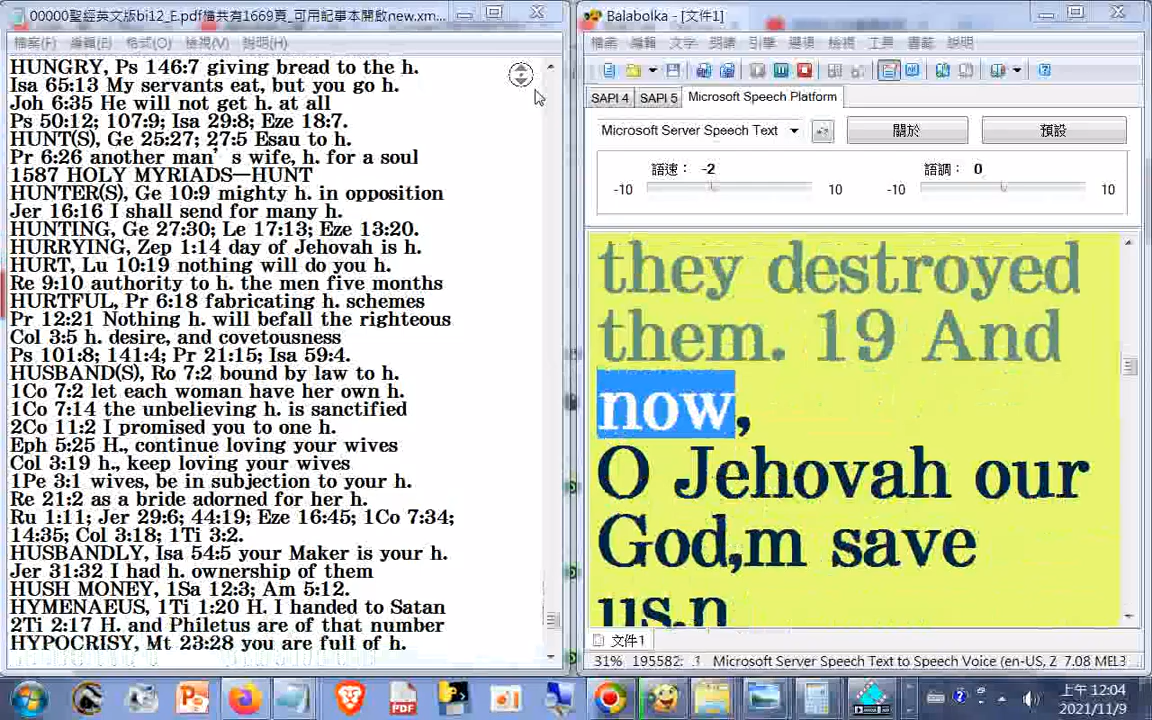 00000聖經英文版bi12_E.pdf檔共有1669頁_可用記事本開啟new.xm...
檔案(F) 編輯(E) 格式(O) 檢視(V) 說明(H)
HUNGRY, Ps 146:7 giving bread to the h.
Isa 65:13 My servants eat, but you go h.
Joh 6:35 He will not get h. at all
Ps 50:12; 107:9; Isa 29:8; Eze 18:7.
HUNT(S), Ge 25:27; 27:5 Esau to h.
Pr 6:26 another man's wife, h. for a soul
1587 HOLY MYRIADS—HUNT
HUNTER(S), Ge 10:9 mighty h. in opposition
Jer 16:16 I shall send for many h.
HUNTING, Ge 27:30; Le 17:13; Eze 13:20.
HURRYING, Zep 1:14 day of Jehovah is h.
HURT, Lu 10:19 nothing will do you h.
Re 9:10 authority to h. the men five months
HURTFUL, Pr 6:18 fabricating h. schemes
Pr 12:21 Nothing h. will befall the righteous
Col 3:5 h. desire, and covetousness
Ps 101:8; 141:4; Pr 21:15; Isa 59:4.
HUSBAND(S), Ro 7:2 bound by law to h.
1Co 7:2 let each woman have her own h.
1Co 7:14 the unbelieving h. is sanctified
2Co 11:2 I promised you to one h.
Eph 5:25 H., continue loving your wives
Col 3:19 h., keep loving your wives
1Pe 3:1 wives, be in subjection to your h.
Re 21:2 as a bride adorned for her h.
Ru 1:11; Jer 29:6; 44:19; Eze 16:45; 1Co 7:34;
14:35; Col 3:18; 1Ti 3:2.
HUSBANDLY, Isa 54:5 your Maker is your h.
Jer 31:32 I had h. ownership of them
HUSH MONEY, 1Sa 12:3; Am 5:12.
HYMENAEUS, 1Ti 1:20 H. I handed to Satan
2Ti 2:17 H. and Philetus are of that number
HYPOCRISY, Mt 23:28 you are full of h.
Balabolka - [文件1]
檔案 編輯 文字 朗讀 引擎 選項 檢視 工具 書籤 說明
SAPI 4 SAPI 5 Microsoft Speech Platform
Microsoft Server Speech Text 關於 預設
語速： -2 語調： 0
-10 10 -10 10
they destroyed
them. 19 And
now,
O Jehovah our
God,m save
us,n
文件1
31% 195582: Microsoft Server Speech Text to Speech Voice (en-US, Z 7.08 MEL3
PDF
上午 12:04
2021/11/9